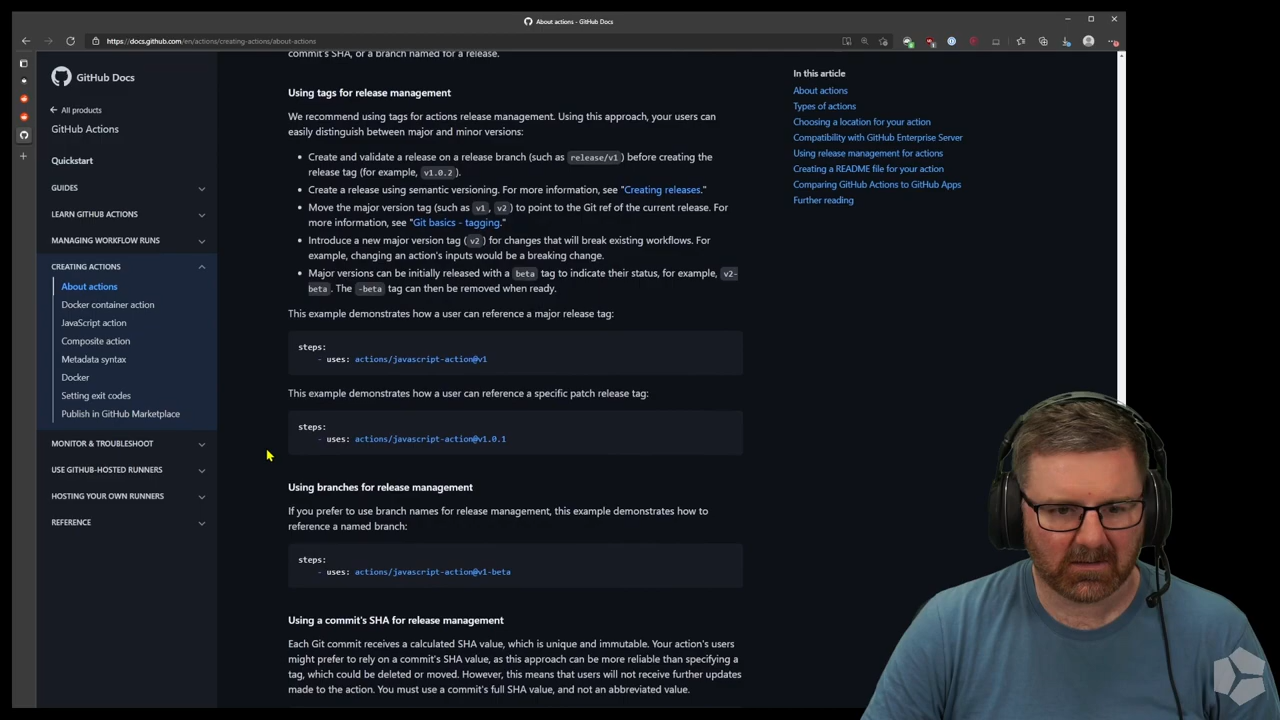 About actions - GitHub Docs
https://docs.github.com/en/actions/creating-actions/about-actions
GitHub Docs
All products
GitHub Actions
Quickstart
GUIDES
LEARN GITHUB ACTIONS
MANAGING WORKFLOW RUNS
CREATING ACTIONS
About actions
Docker container action
JavaScript action
Composite action
Metadata syntax
Docker
Setting exit codes
Publish in GitHub Marketplace
MONITOR & TROUBLESHOOT
USE GITHUB-HOSTED RUNNERS
HOSTING YOUR OWN RUNNERS
REFERENCE
commit's SHA, or a branch named for a release.
Using tags for release management
We recommend using tags for actions release management. Using this approach, your users can
easily distinguish between major and minor versions:
• Create and validate a release on a release branch (such as release/v1 ) before creating the
release tag (for example, v1.0.2 ).
• Create a release using semantic versioning. For more information, see "Creating releases."
• Move the major version tag (such as v1 , v2 ) to point to the Git ref of the current release. For
more information, see "Git basics - tagging."
• Introduce a new major version tag ( v2 ) for changes that will break existing workflows. For
example, changing an action's inputs would be a breaking change.
• Major versions can be initially released with a beta tag to indicate their status, for example, v2-
beta . The -beta tag can then be removed when ready.
This example demonstrates how a user can reference a major release tag:
steps:
- uses: actions/javascript-action@v1
This example demonstrates how a user can reference a specific patch release tag:
steps:
- uses: actions/javascript-action@v1.0.1
Using branches for release management
If you prefer to use branch names for release management, this example demonstrates how to
reference a named branch:
steps:
- uses: actions/javascript-action@v1-beta
Using a commit's SHA for release management
Each Git commit receives a calculated SHA value, which is unique and immutable. Your action's users
might prefer to rely on a commit's SHA value, as this approach can be more reliable than specifying a
tag, which could be deleted or moved. However, this means that users will not receive further updates
made to the action. You must use a commit's full SHA value, and not an abbreviated value.
In this article
About actions
Types of actions
Choosing a location for your action
Compatibility with GitHub Enterprise Server
Using release management for actions
Creating a README file for your action
Comparing GitHub Actions to GitHub Apps
Further reading